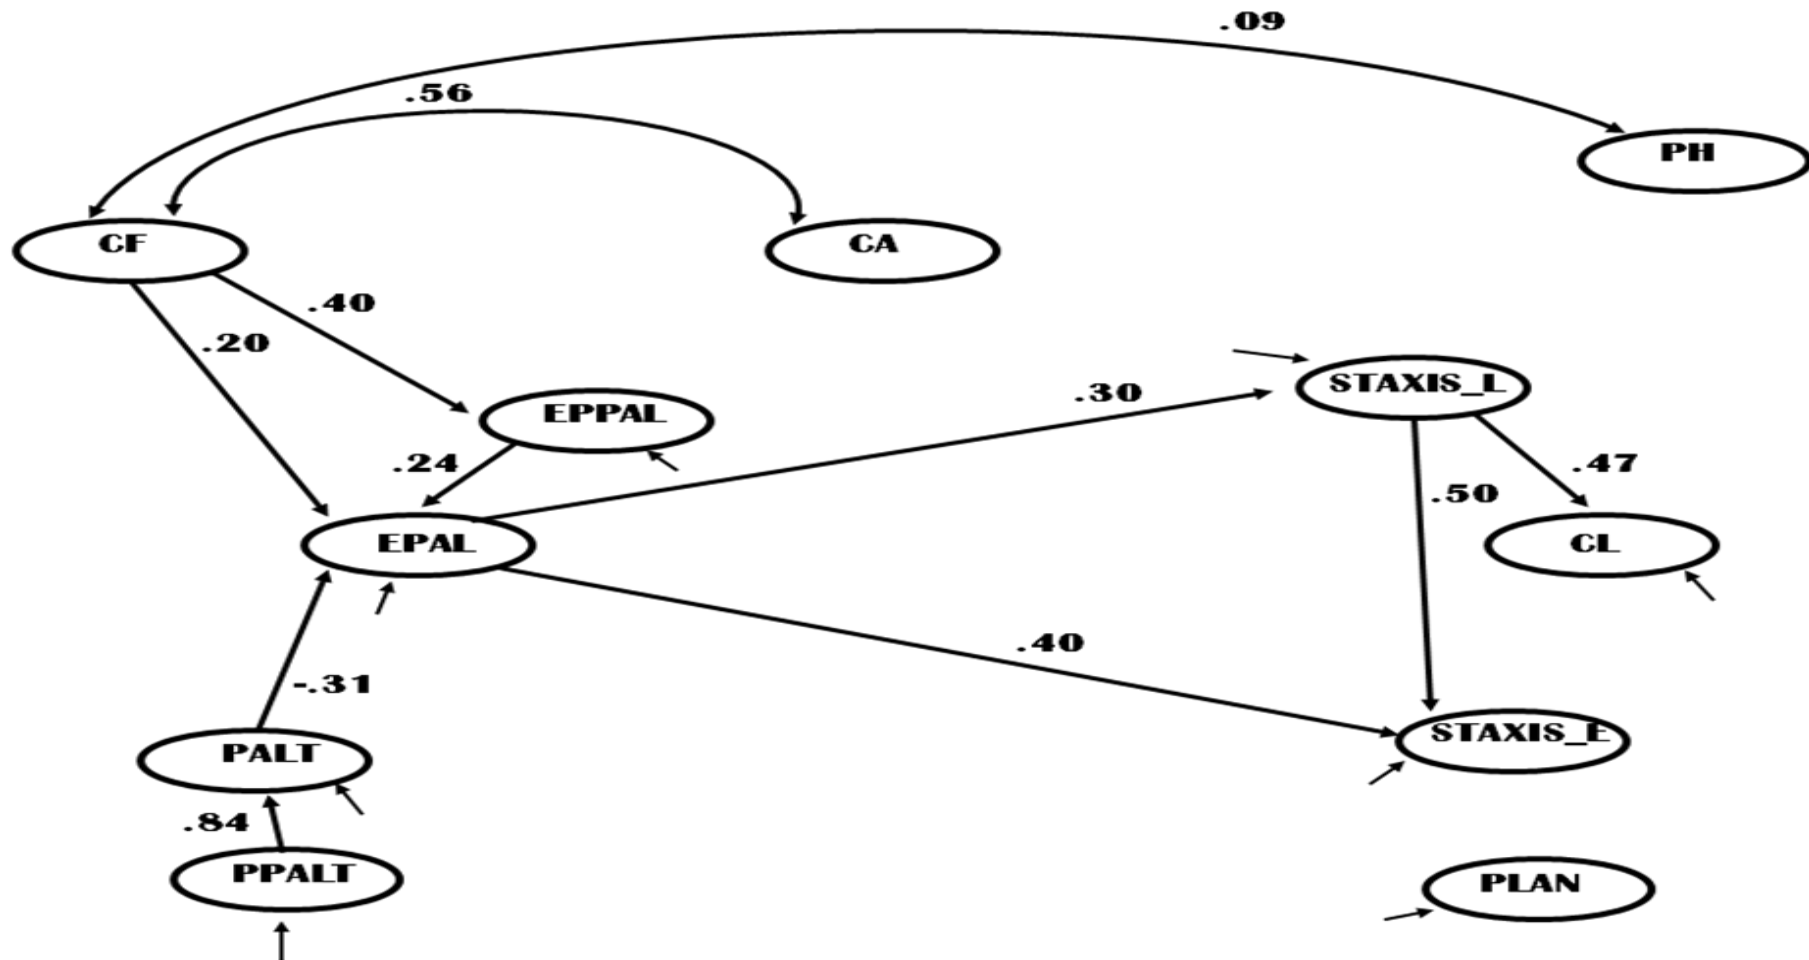 .09
.56
PH
CF
CA
.40
.20
STAXIS_L
.30
EPPAL
.24
.47
.50
EPAL
CL
.40
-.31
STAXIS_E
PALT
.84
PPALT
PLAN